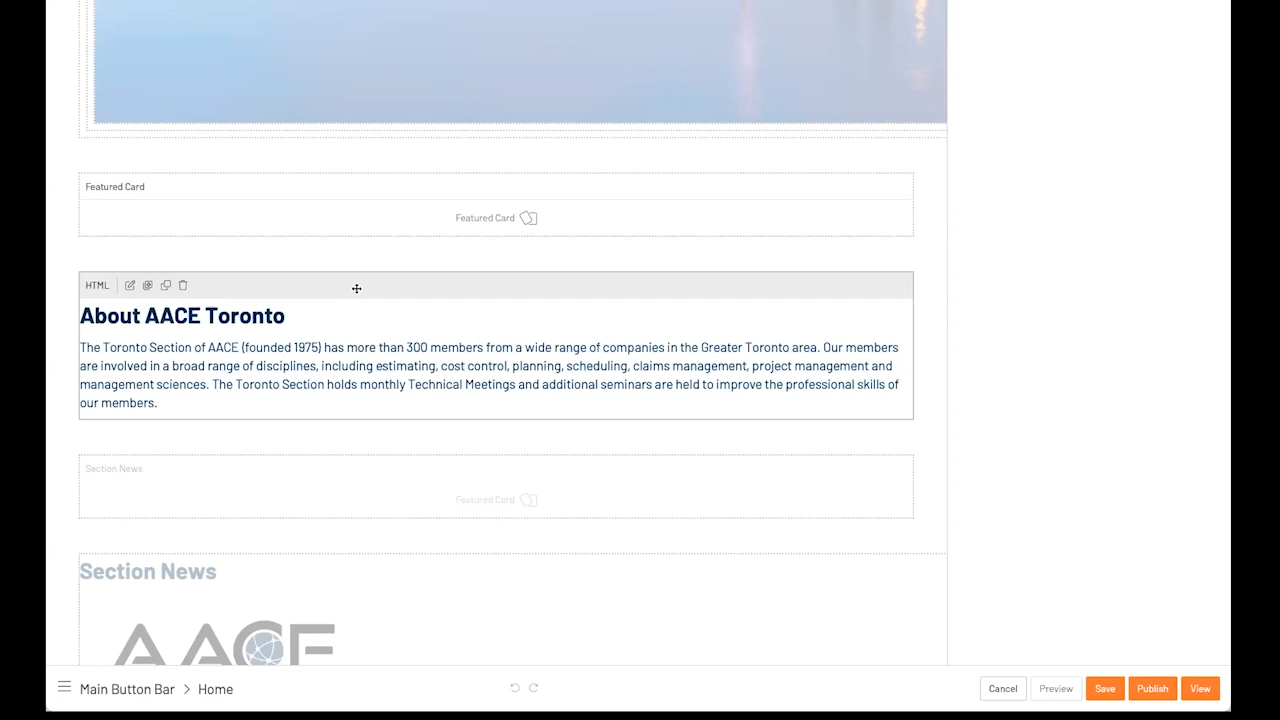 Featured Card
Featured Card
HTML
About AACE Toronto
The Toronto Section of AACE (founded 1975) has more than 300 members from a wide range of companies in the Greater Toronto area. Our members
are involved in a broad range of disciplines, including estimating, cost control, planning, scheduling, claims management, project management and
management sciences. The Toronto Section holds monthly Technical Meetings and additional seminars are held to improve the professional skills of
our members.
Section News
Featured Card
Section News
AACE
Main Button Bar > Home
Cancel Preview Save Publish View